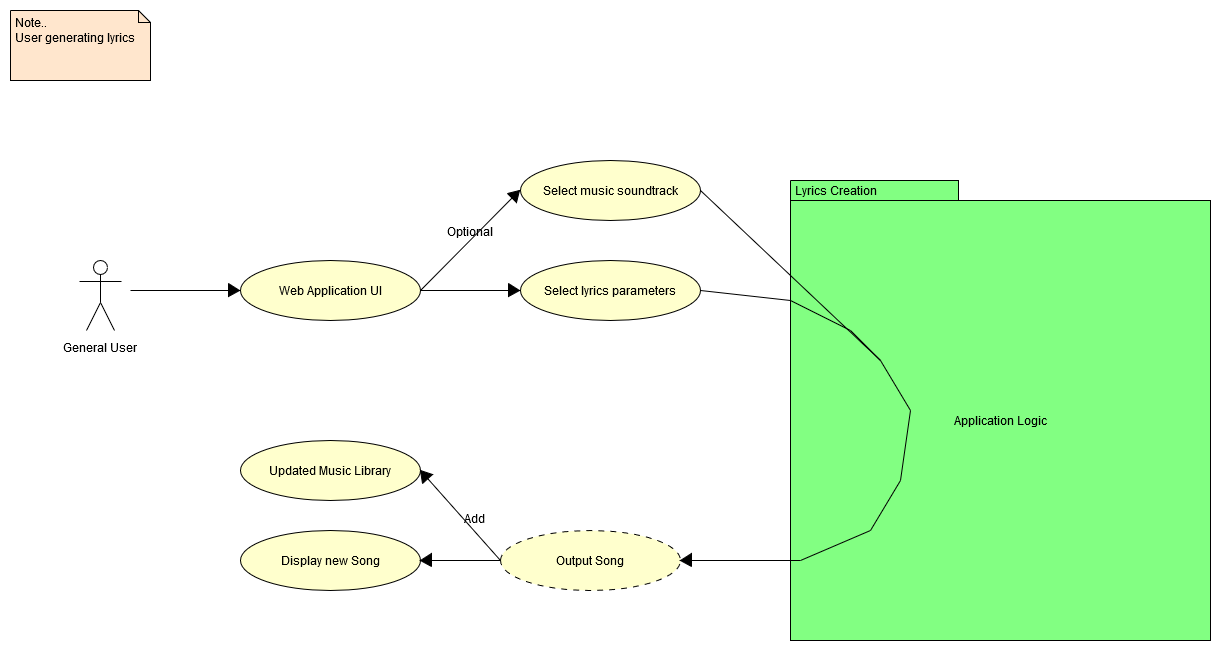 Note..
User generating lyrics
Select music soundtrack
Lyrics Creation
Optional
Web Application UI
Select lyrics parameters
General User
Application Logic
Updated Music Library
Add
Display new Song
Output Song